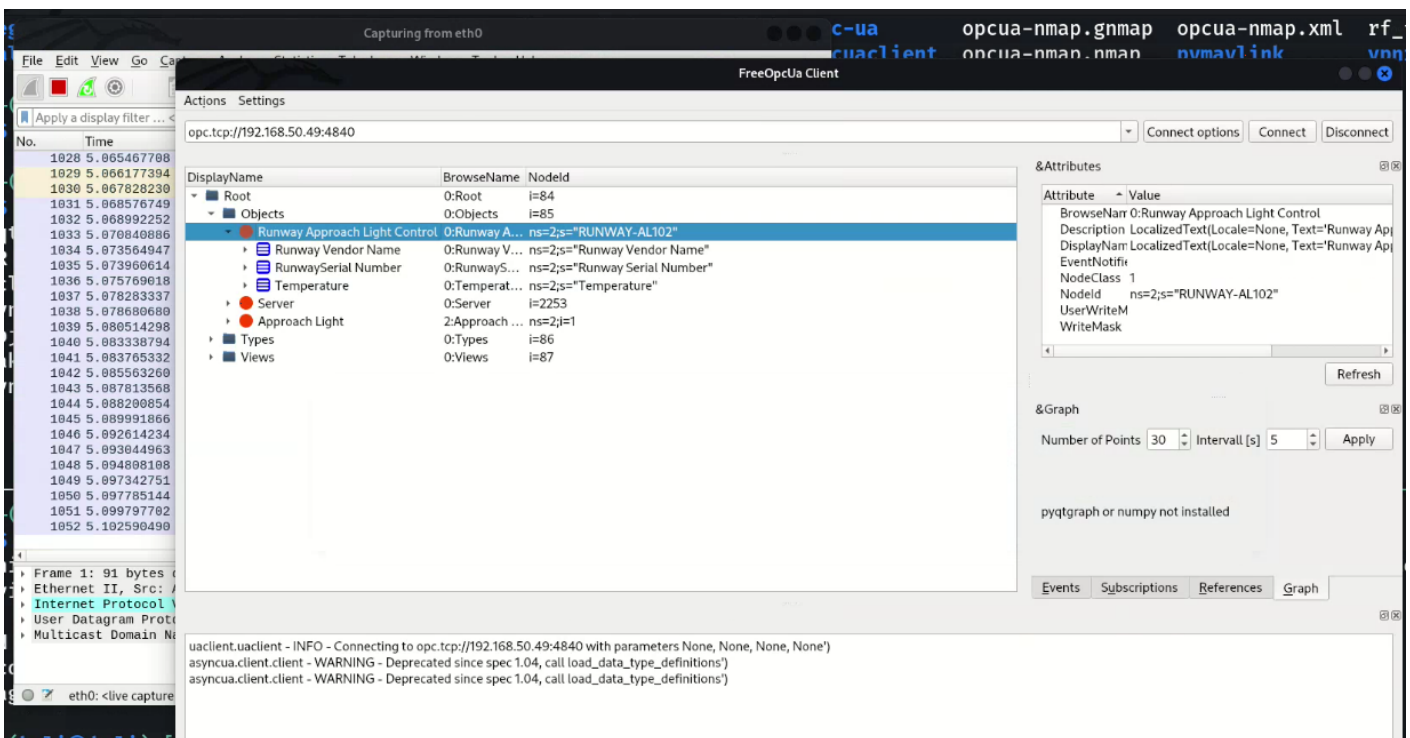 Capturing from eth0
c-ua opcua-nmap.gnmap opcua-nmap.xml
cuaclient opcua-nmap.nmap pymavlink
File Edit View Go
Apply a display filter … <
No. Time
1028 5.065467708
1029 5.066177394
1030 5.067828230
1031 5.068576749
1032 5.068992252
1033 5.070840886
1034 5.073564947
1035 5.073960614
1036 5.075769018
1037 5.078283337
1038 5.078680680
1039 5.080514298
1040 5.083338794
1041 5.083765332
1042 5.085563260
1043 5.087813568
1044 5.088200854
1045 5.089991866
1046 5.092614234
1047 5.093044963
1048 5.094808108
1049 5.097342751
1050 5.097785144
1051 5.099797702
1052 5.102590490
Frame 1: 91 bytes
Ethernet II, Src:
Internet Protocol
User Datagram Proto
Multicast Domain Na
eth0: <live capture
FreeOpcUa Client
Actions Settings
opc.tcp://192.168.50.49:4840
Connect options Connect Disconnect
DisplayName BrowseName NodeId
Root 0:Root i=84
Objects 0:Objects i=85
Runway Approach Light Control 0:Runway A... ns=2;s="RUNWAY-AL102"
Runway Vendor Name 0:Runway V... ns=2;s="Runway Vendor Name"
RunwaySerial Number 0:RunwayS... ns=2;s="Runway Serial Number"
Temperature 0:Temperat... ns=2;s="Temperature"
Server 0:Server i=2253
Approach Light 2:Approach ... ns=2;i=1
Types 0:Types i=86
Views 0:Views i=87
&Attributes
Attribute Value
BrowseNam 0:Runway Approach Light Control
Description LocalizedText(Locale=None, Text='Runway App
DisplayNam LocalizedText(Locale=None, Text='Runway App
EventNotifie
NodeClass 1
NodeId ns=2;s="RUNWAY-AL102"
UserWriteM
WriteMask
Refresh
&Graph
Number of Points 30 Intervall [s] 5 Apply
pyqtgraph or numpy not installed
Events Subscriptions References Graph
uaclient.uaclient - INFO - Connecting to opc.tcp://192.168.50.49:4840 with parameters None, None, None, None')
asyncua.client.client - WARNING - Deprecated since spec 1.04, call load_data_type_definitions')
asyncua.client.client - WARNING - Deprecated since spec 1.04, call load_data_type_definitions')